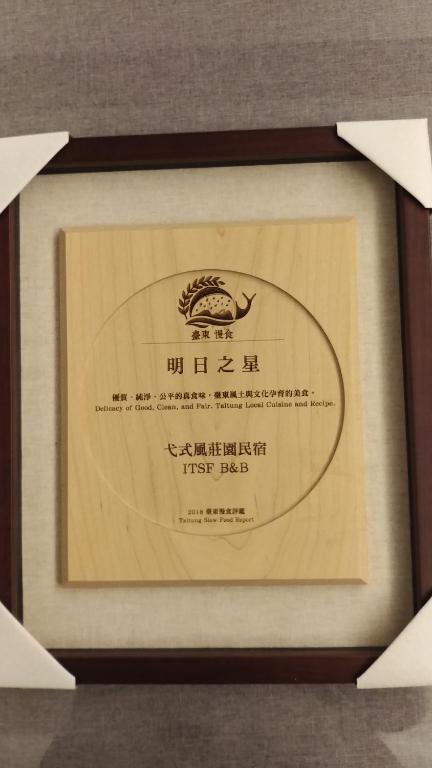 臺東 慢食
明日之星
優質・純淨・公平的真食味，臺東風土與文化孕育的美食。
Delicacy of Good, Clean, and Fair. Taitung Local Cuisine and Recipe.
弋式風莊園民宿
ITSF B&B
2018 臺東慢食評鑑
Taitung Slow Food Report